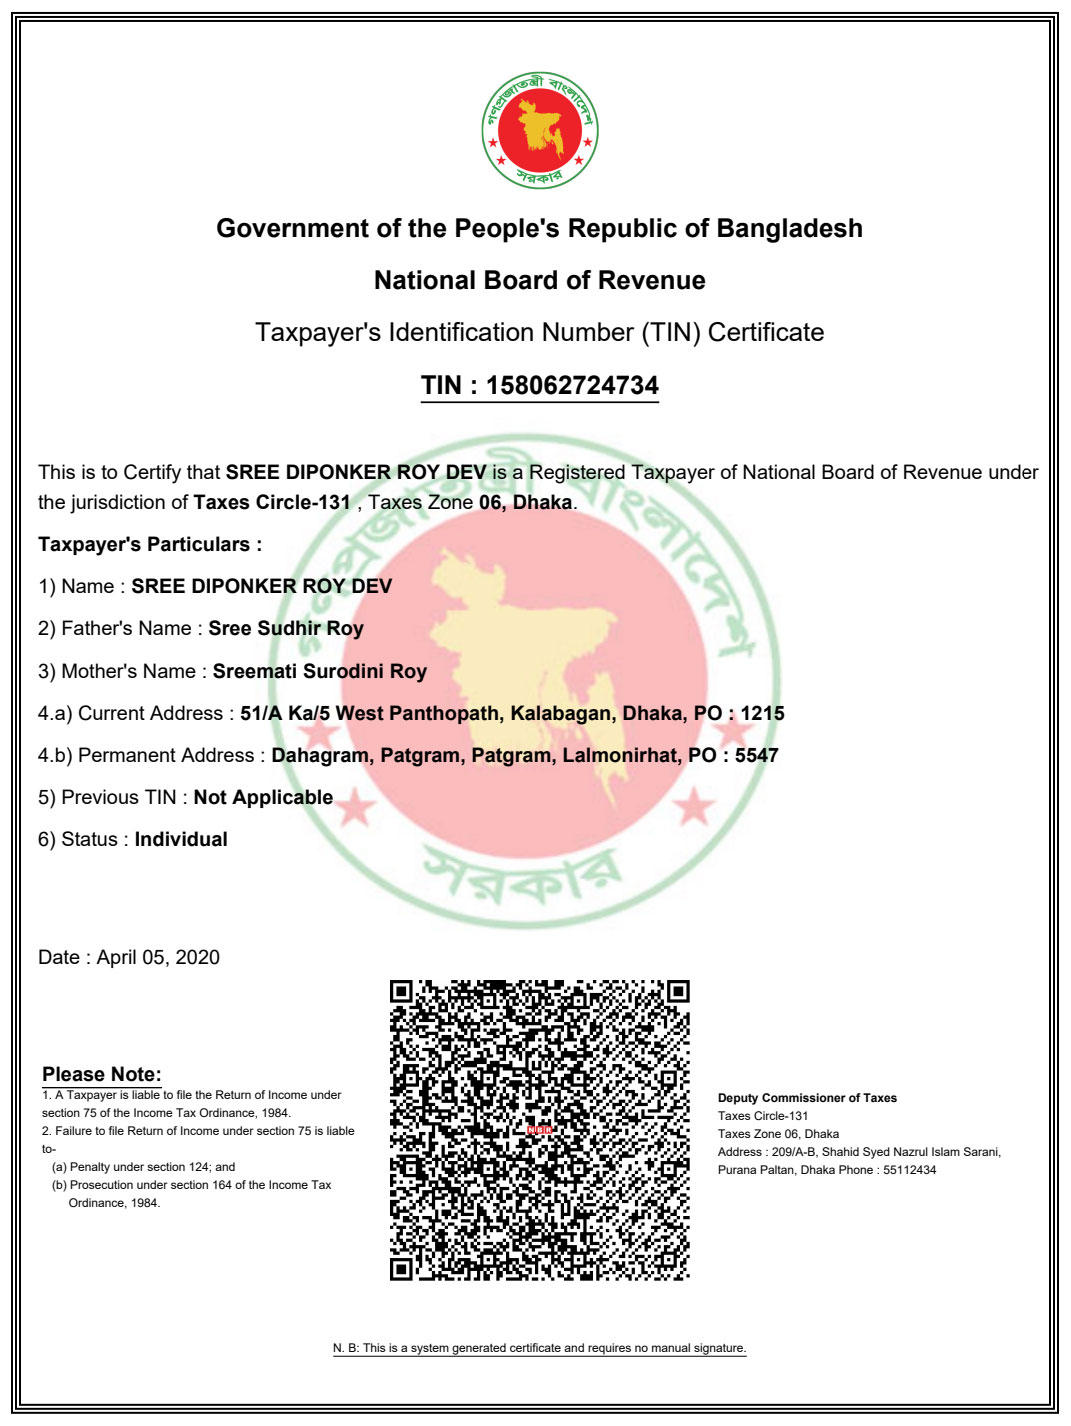 গণপ্রজাতন্ত্রী বাংলাদেশ
সরকার
Government of the People's Republic of Bangladesh
National Board of Revenue
Taxpayer's Identification Number (TIN) Certificate
TIN : 158062724734
This is to Certify that SREE DIPONKER ROY DEV is a Registered Taxpayer of National Board of Revenue under
the jurisdiction of Taxes Circle-131 , Taxes Zone 06, Dhaka.
Taxpayer's Particulars :
1) Name : SREE DIPONKER ROY DEV
2) Father's Name : Sree Sudhir Roy
3) Mother's Name : Sreemati Surodini Roy
4.a) Current Address : 51/A Ka/5 West Panthopath, Kalabagan, Dhaka, PO : 1215
4.b) Permanent Address : Dahagram, Patgram, Patgram, Lalmonirhat, PO : 5547
5) Previous TIN : Not Applicable
6) Status : Individual
গণপ্রজাতন্ত্রী বাংলাদেশ
সরকার
Date : April 05, 2020
Please Note:
1. A Taxpayer is liable to file the Return of Income under
section 75 of the Income Tax Ordinance, 1984.
2. Failure to file Return of Income under section 75 is liable
to-
(a) Penalty under section 124; and
(b) Prosecution under section 164 of the Income Tax
Ordinance, 1984.
NBR
Deputy Commissioner of Taxes
Taxes Circle-131
Taxes Zone 06, Dhaka
Address : 209/A-B, Shahid Syed Nazrul Islam Sarani,
Purana Paltan, Dhaka Phone : 55112434
N. B: This is a system generated certificate and requires no manual signature.